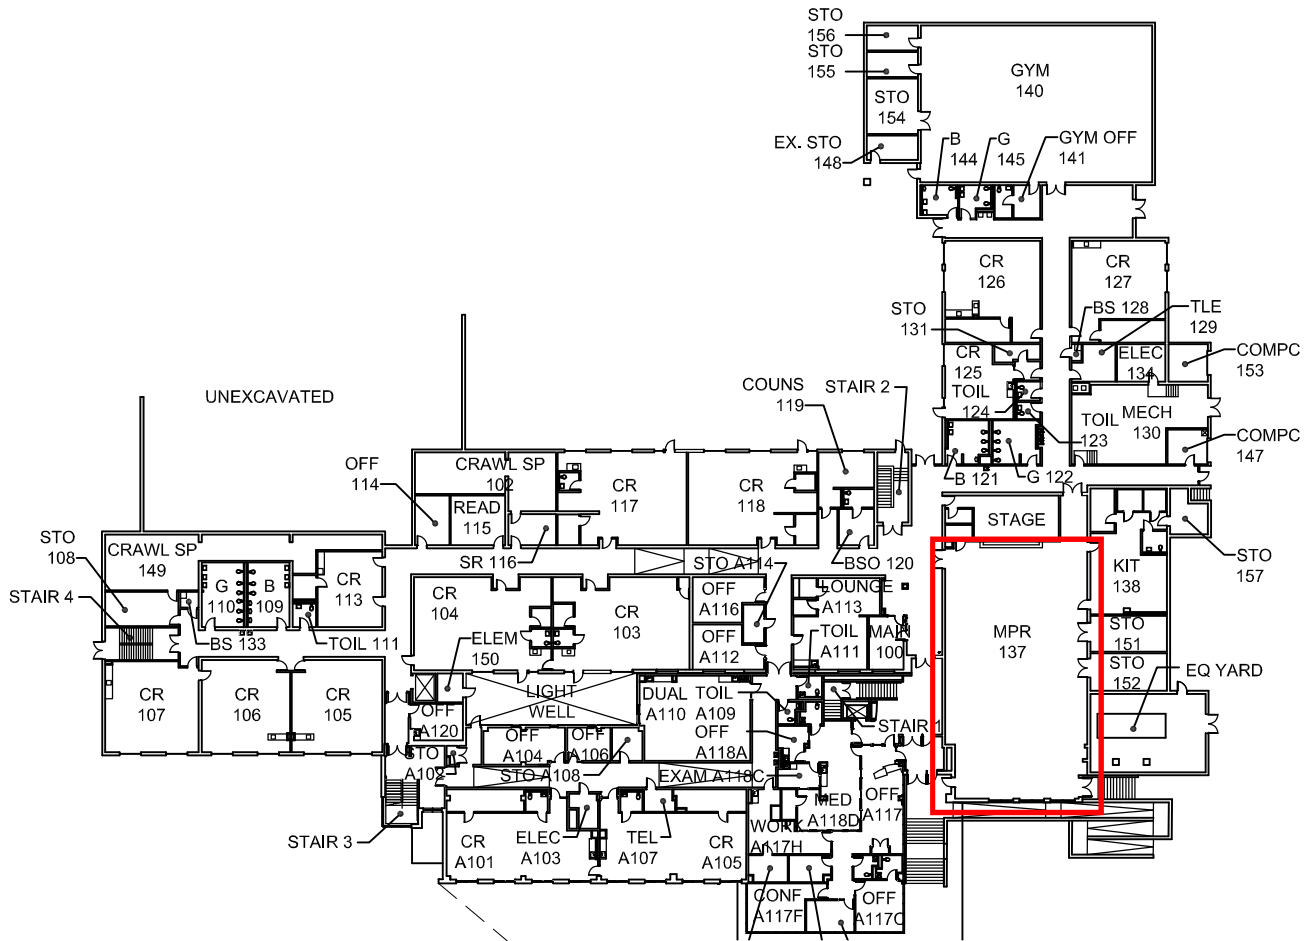 STO
156
STO
155
STO
154
EX. STO
148
GYM
140
B
144
G
145
GYM OFF
141
CR
126
CR
127
STO
131
BS 128
TLE
129
CR
125
ELEC
134
COMPC
153
TOIL
124
TOIL
123
MECH
130
COMPC
147
B 121
G 122
UNEXCAVATED
COUNS
119
STAIR 2
OFF
114
CRAWL SP
102
READ
115
CR
117
CR
118
STAGE
STO
108
CRAWL SP
149
SR 116
STO A114
BSO 120
STO
157
KIT
138
STAIR 4
G
110
B
109
CR
113
CR
104
CR
103
OFF
A116
LOUNGE
A113
BS 133
TOIL 111
ELEM
150
OFF
A112
TOIL
A111
MAIN
100
MPR
137
STO
151
STO
152
EQ YARD
CR
107
CR
106
CR
105
LIGHT
WELL
DUAL
A110
TOIL
A109
OFF
A120
OFF
A104
OFF
A106
OFF
A118A
STAIR 1
STO
A102
STO A108
EXAM A118C
MED
A118D
OFF
A117
STAIR 3
CR
A101
ELEC
A103
TEL
A107
CR
A105
WORK
A117H
CONF
A117F
OFF
A117C